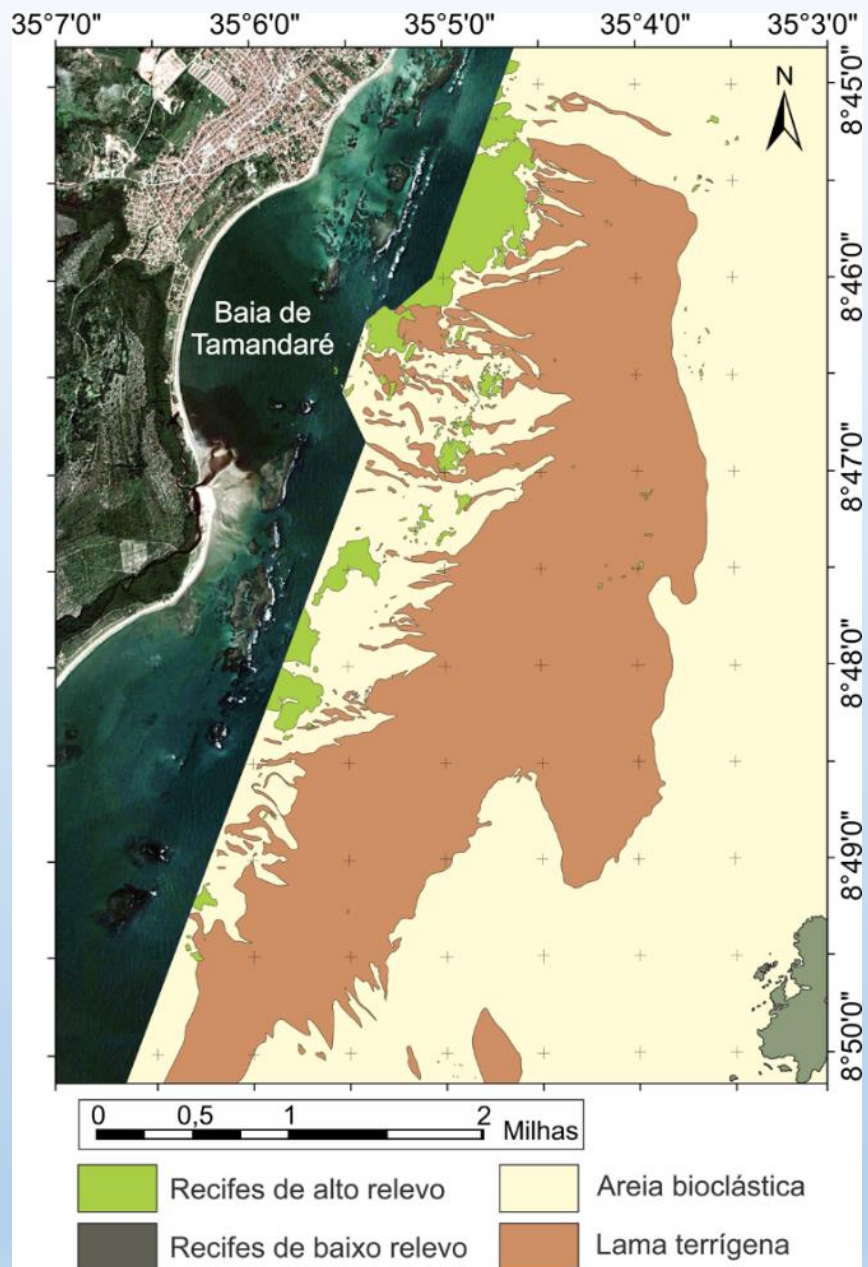 35°7'0" 35°6'0" 35°5'0" 35°4'0" 35°3'0"
N
8°45'0"
8°46'0"
Baia de
Tamandaré
8°47'0"
8°48'0"
8°49'0"
8°50'0"
0 0,5 1 2 Milhas
Recifes de alto relevo
Areia bioclástica
Recifes de baixo relevo
Lama terrígena